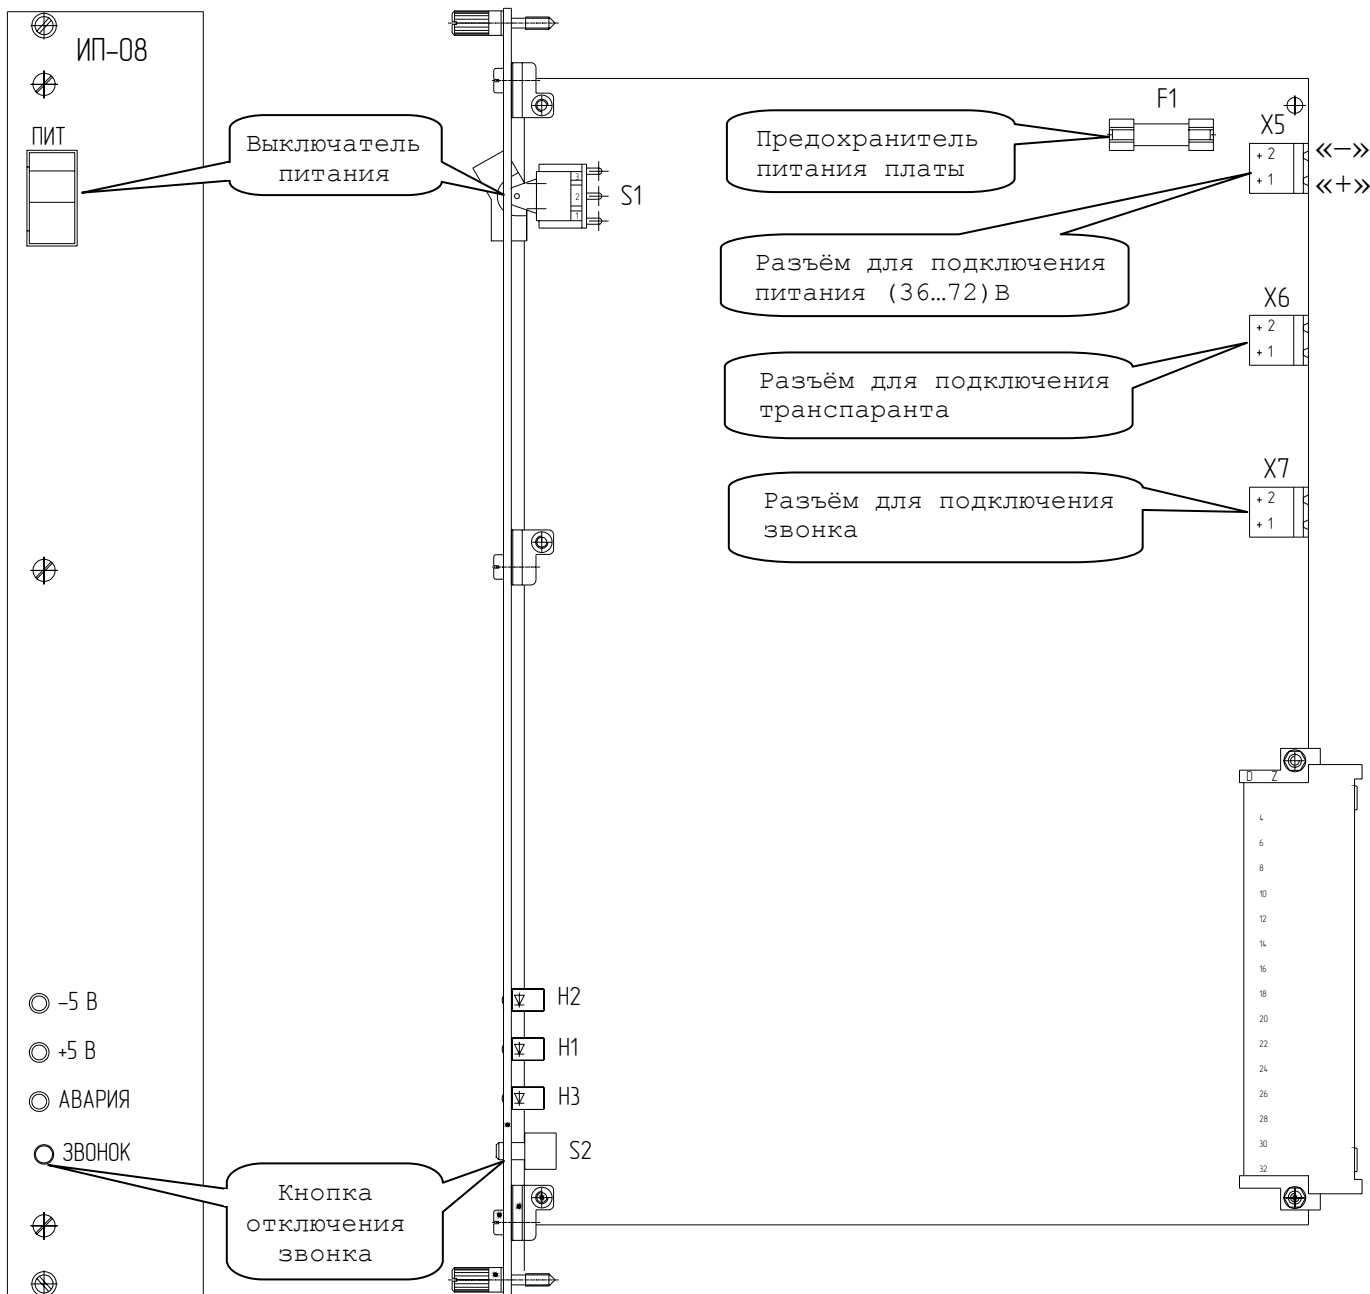 ИП-08
ПИТ
Выключатель
питания
3
2
1
S1
Предохранитель
питания платы
F1
X5
+ 2
+ 1
«−»
«+»
Разъём для подключения
питания (36…72)В
X6
+ 2
+ 1
Разъём для подключения
транспаранта
X7
+ 2
+ 1
Разъём для подключения
звонка
D Z
4
6
8
10
12
14
16
18
20
22
24
26
28
30
32
-5 В
+5 В
АВАРИЯ
ЗВОНОК
H2
H1
H3
S2
Кнопка
отключения
звонка